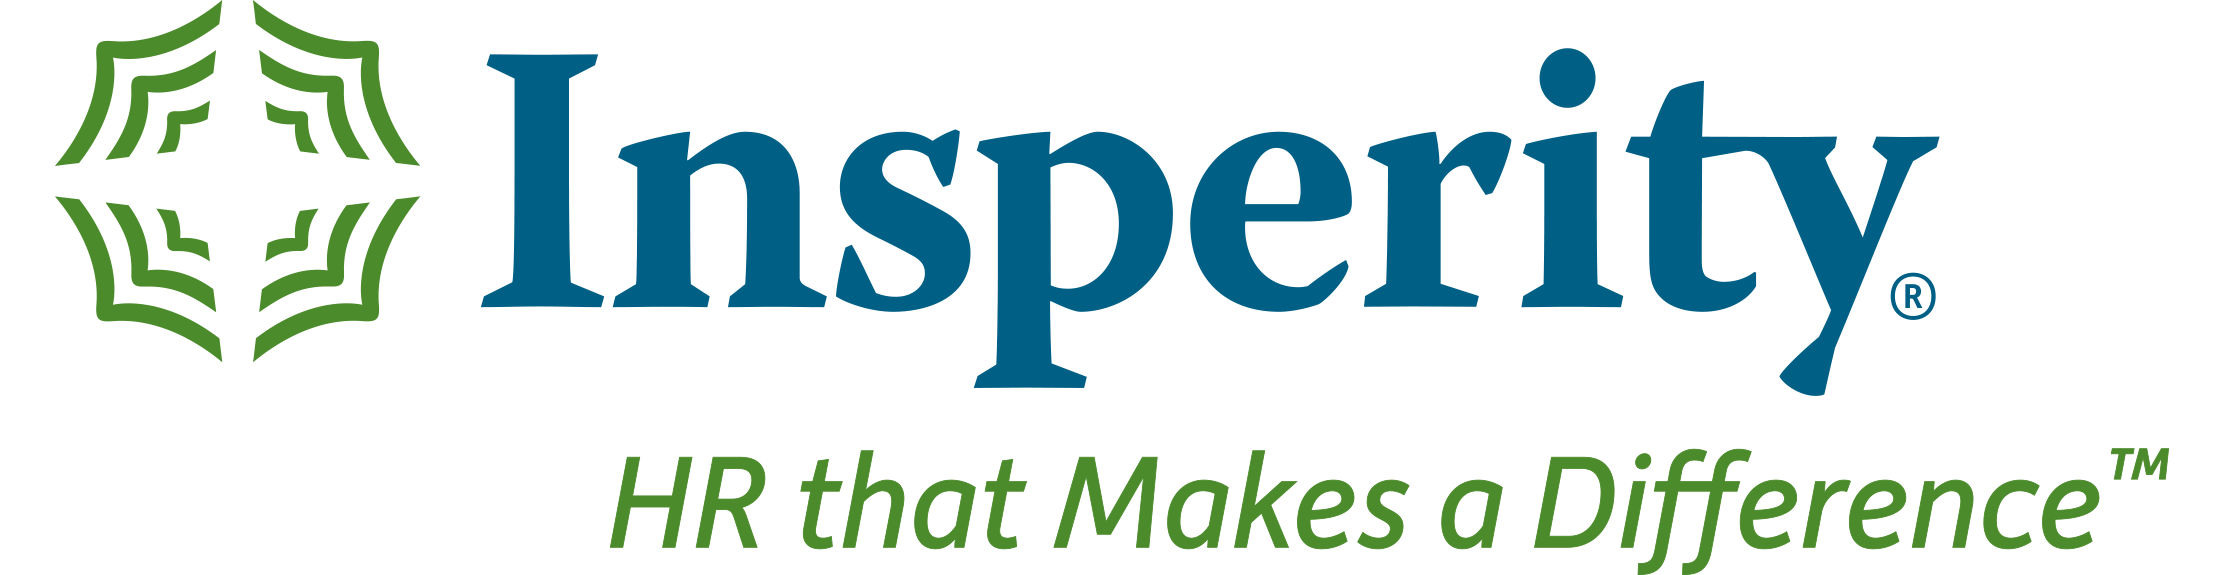 Insperity®
HR that Makes a Difference™